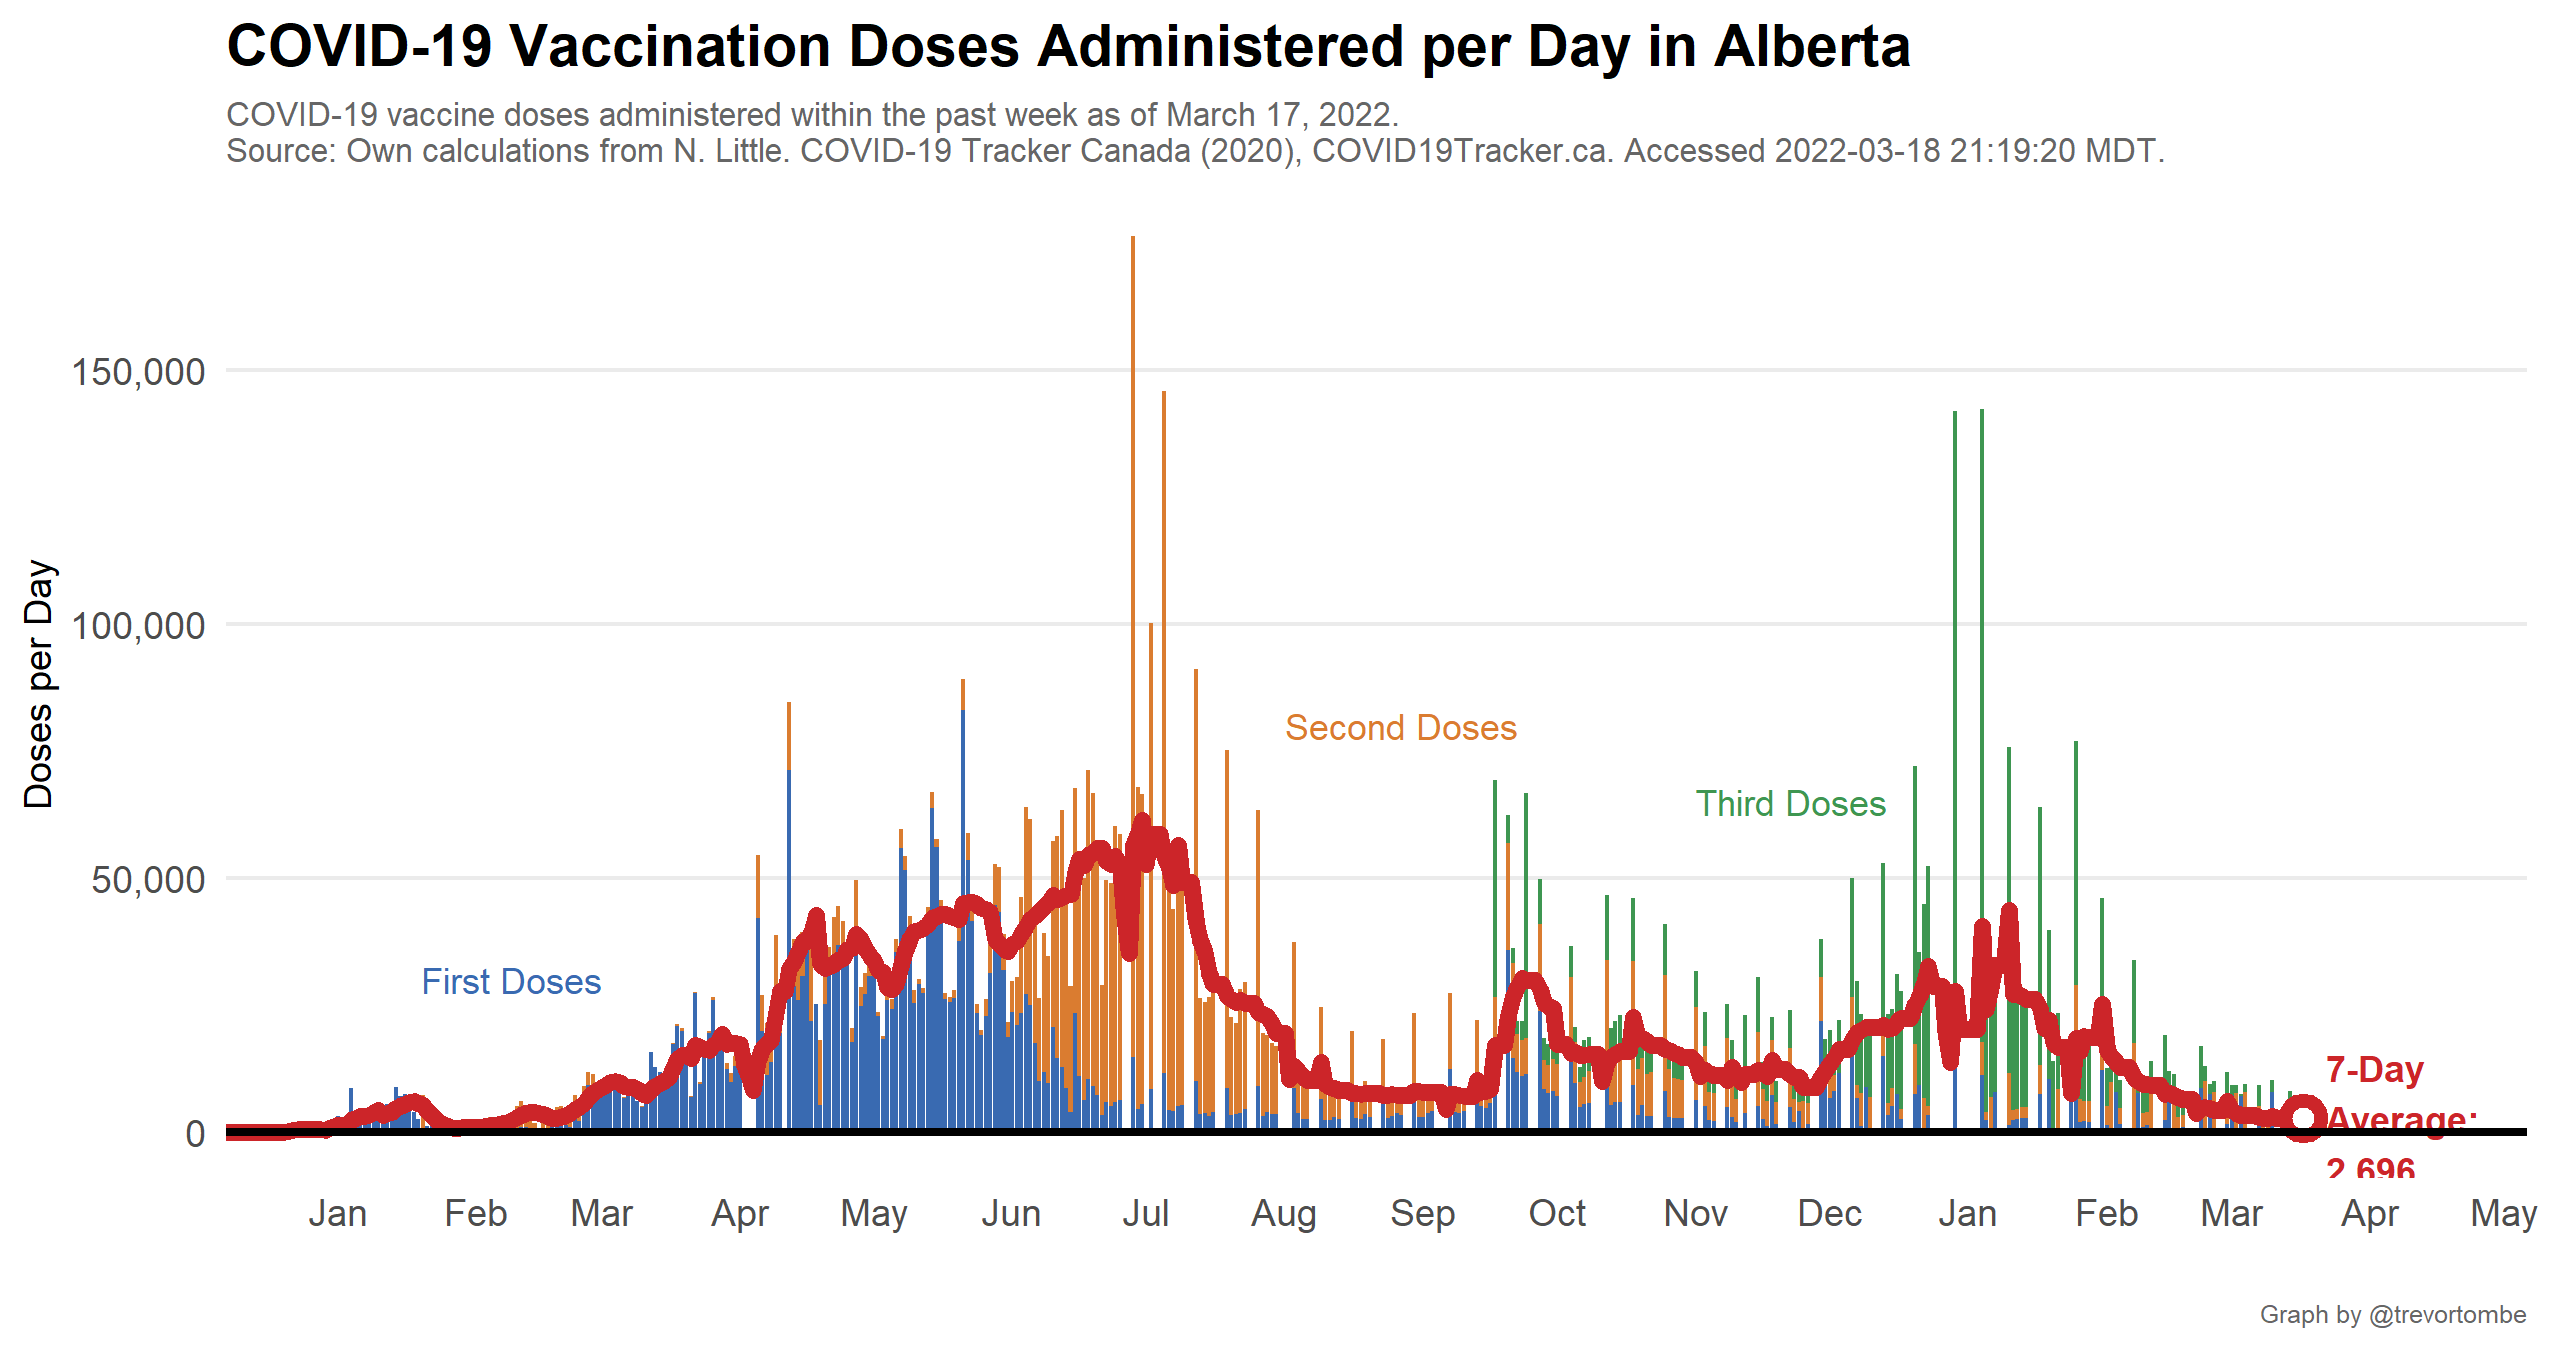 COVID-19 Vaccination Doses Administered per Day in Alberta
COVID-19 vaccine doses administered within the past week as of March 17, 2022.
Source: Own calculations from N. Little. COVID-19 Tracker Canada (2020), COVID19Tracker.ca. Accessed 2022-03-18 21:19:20 MDT.
Doses per Day
150,000
100,000
50,000
0
Second Doses
Third Doses
First Doses
7-Day
Average:
2,696
Jan Feb Mar Apr May Jun Jul Aug Sep Oct Nov Dec Jan Feb Mar Apr May
Graph by @trevortombe